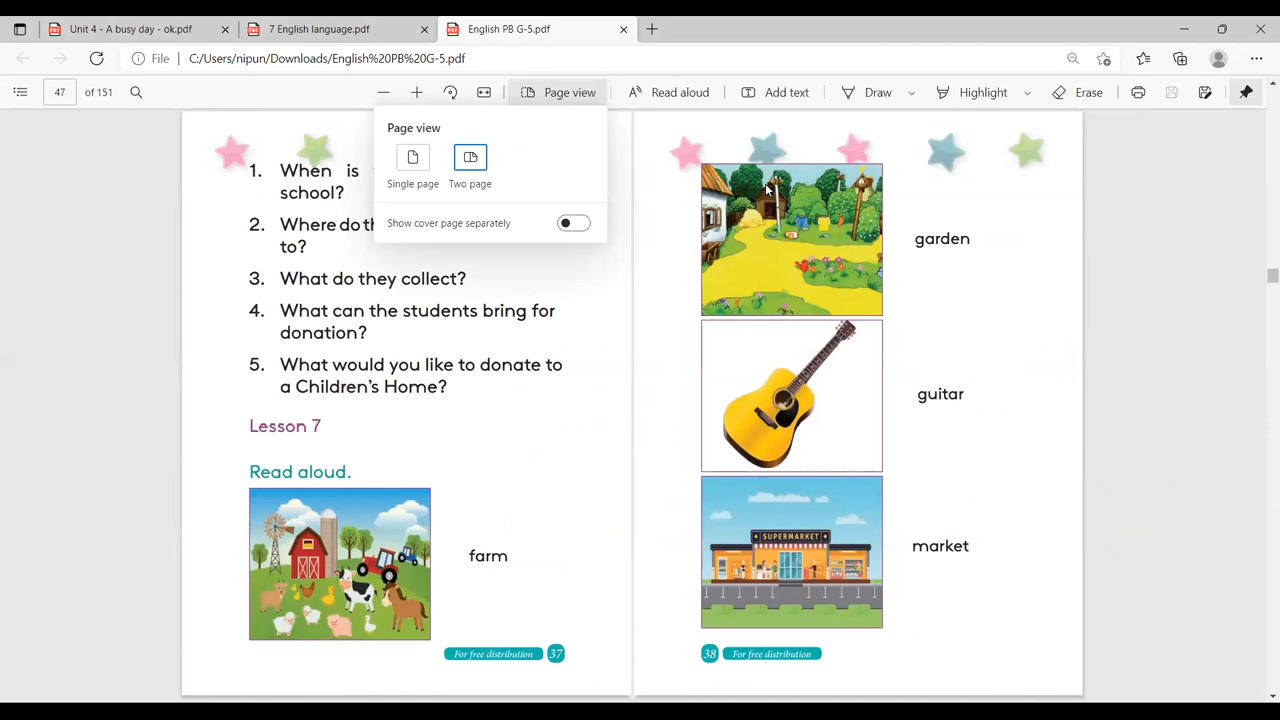 Unit 4 - A busy day - ok.pdf
7 English language.pdf
English PB G-5.pdf
File
C:/Users/nipun/Downloads/English%20PB%20G-5.pdf
47 of 151
Page view
Read aloud
Add text
Draw
Highlight
Erase
Page view
Single page
Two page
Show cover page separately
1. When is
school?
2. Where do th
to?
3. What do they collect?
4. What can the students bring for
donation?
5. What would you like to donate to
a Children's Home?
Lesson 7
Read aloud.
farm
For free distribution 37
garden
guitar
SUPERMARKET
market
38 For free distribution